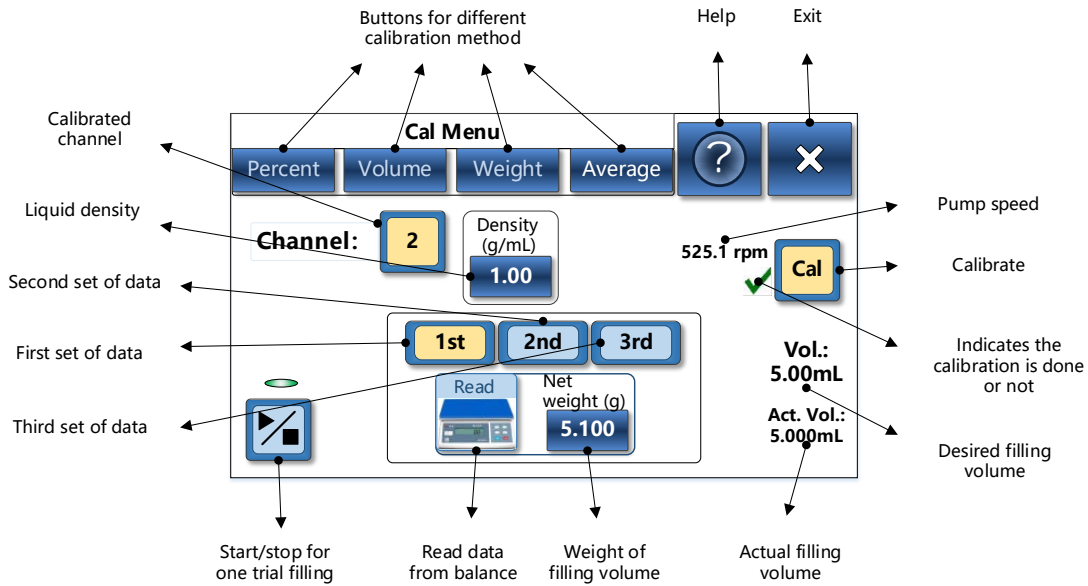 Buttons for different
calibration method
Help
Exit
Calibrated
channel
Cal Menu
Percent
Volume
Weight
Average
?
Liquid density
Channel:
2
Density
(g/mL)
1.00
Pump speed
525.1 rpm
Cal
Calibrate
Second set of data
First set of data
1st
2nd
3rd
Vol.:
5.00mL
Indicates the
calibration is done
or not
Third set of data
Read
Net
weight (g)
5.100
Act. Vol.:
5.000mL
Desired filling
volume
Start/stop for
one trial filling
Read data
from balance
Weight of
filling volume
Actual filling
volume